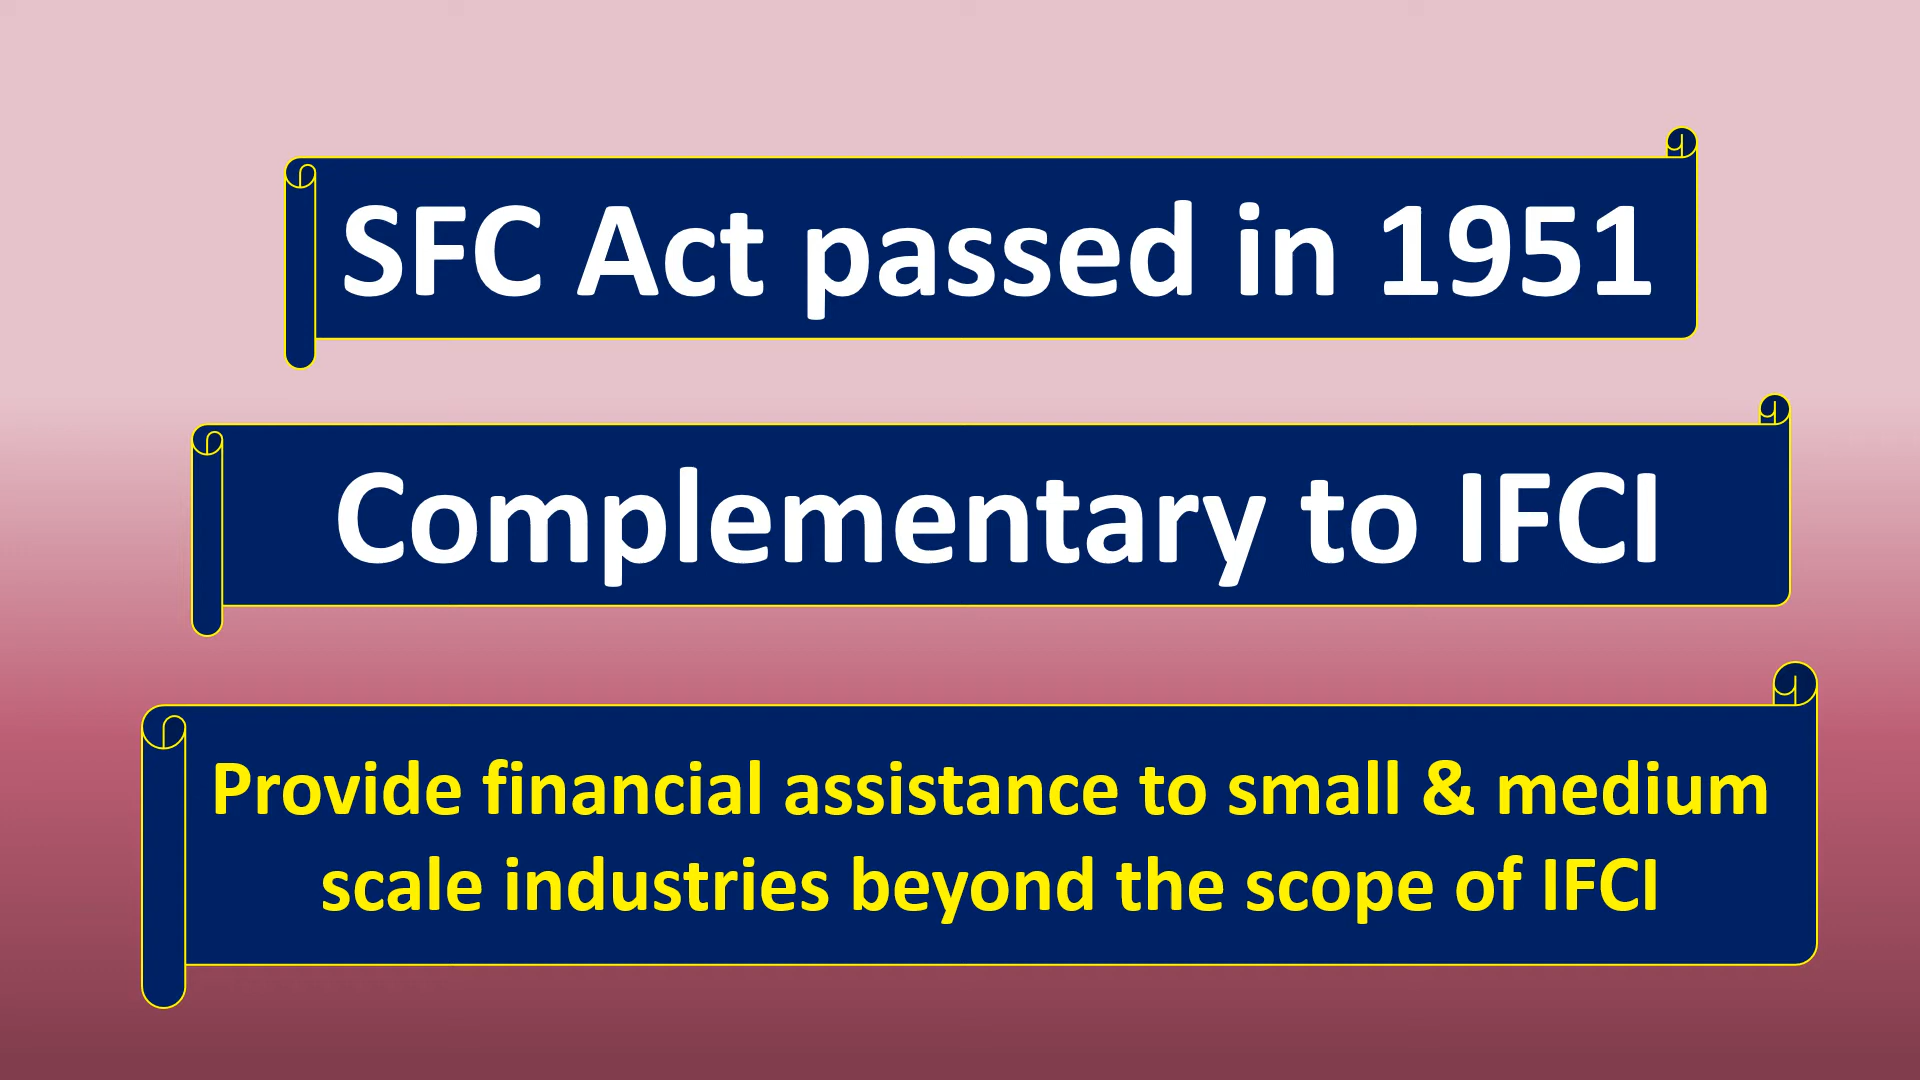 SFC Act passed in 1951
Complementary to IFCI
Provide financial assistance to small & medium
scale industries beyond the scope of IFCI